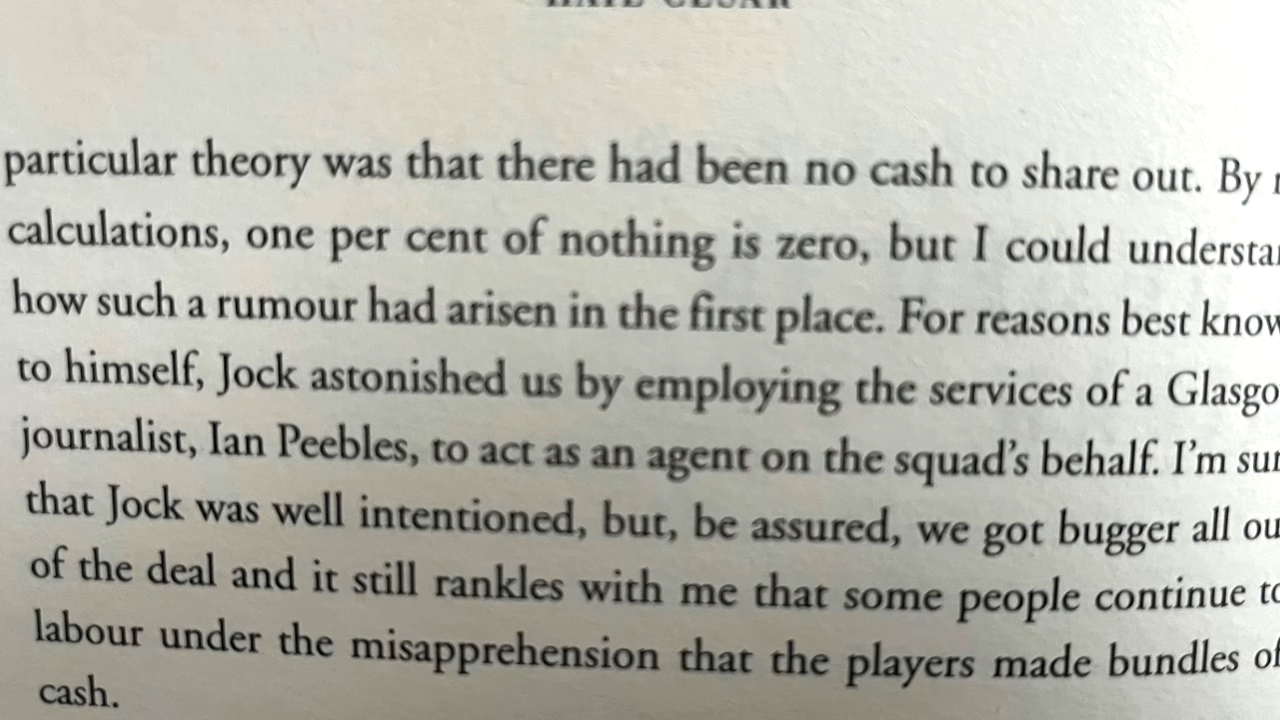 HAIL CESAR
particular theory was that there had been no cash to share out. By
calculations, one per cent of nothing is zero, but I could understa
how such a rumour had arisen in the first place. For reasons best know
to himself, Jock astonished us by employing the services of a Glasgo
journalist, Ian Peebles, to act as an agent on the squad’s behalf. I’m sur
that Jock was well intentioned, but, be assured, we got bugger all ou
of the deal and it still rankles with me that some people continue to
labour under the misapprehension that the players made bundles of
cash.